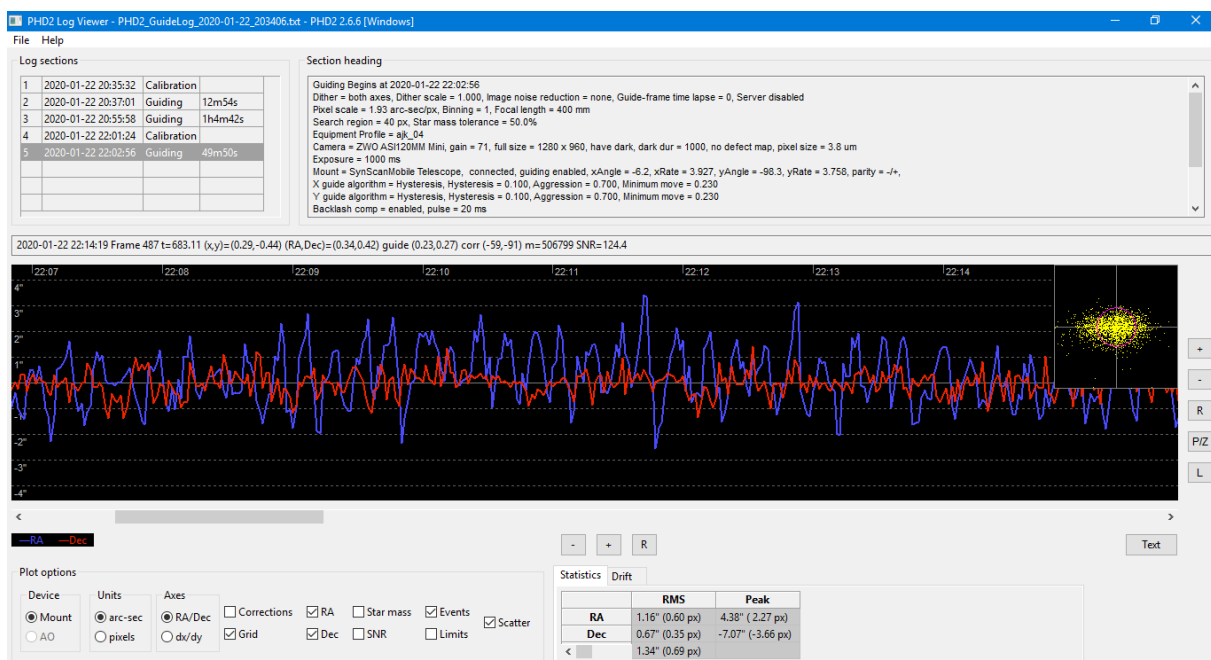 PHD2 Log Viewer - PHD2_GuideLog_2020-01-22_203406.txt - PHD2 2.6.6 [Windows]
File Help
Log sections
1 2020-01-22 20:35:32 Calibration
2 2020-01-22 20:37:01 Guiding 12m54s
3 2020-01-22 20:55:58 Guiding 1h4m42s
4 2020-01-22 22:01:24 Calibration
5 2020-01-22 22:02:56 Guiding 49m50s
Section heading
Guiding Begins at 2020-01-22 22:02:56
Dither = both axes, Dither scale = 1.000, Image noise reduction = none, Guide-frame time lapse = 0, Server disabled
Pixel scale = 1.93 arc-sec/px, Binning = 1, Focal length = 400 mm
Search region = 40 px, Star mass tolerance = 50.0%
Equipment Profile = ajk_04
Camera = ZWO ASI120MM Mini, gain = 71, full size = 1280 x 960, have dark, dark dur = 1000, no defect map, pixel size = 3.8 um
Exposure = 1000 ms
Mount = SynScanMobile Telescope, connected, guiding enabled, xAngle = -6.2, xRate = 3.927, yAngle = -98.3, yRate = 3.758, parity = -/+,
X guide algorithm = Hysteresis, Hysteresis = 0.100, Aggression = 0.700, Minimum move = 0.230
Y guide algorithm = Hysteresis, Hysteresis = 0.100, Aggression = 0.700, Minimum move = 0.230
Backlash comp = enabled, pulse = 20 ms
2020-01-22 22:14:19 Frame 487 t=683.11 (x,y)=(0.29,-0.44) (RA,Dec)=(0.34,0.42) guide (0.23,0.27) corr (-59,-91) m=506799 SNR=124.4
22:07 22:08 22:09 22:10 22:11 22:12 22:13 22:14
4"
3"
2"
1"
-1"
-2"
-3"
-4"
+
-
R
P/Z
L
RA Dec
- + R
Text
Plot options
Device Units Axes
Mount arc-sec RA/Dec Corrections RA Star mass Events Scatter
AO pixels dx/dy Grid Dec SNR Limits
Statistics Drift
RMS Peak
RA 1.16" (0.60 px) 4.38" ( 2.27 px)
Dec 0.67" (0.35 px) -7.07" (-3.66 px)
1.34" (0.69 px)